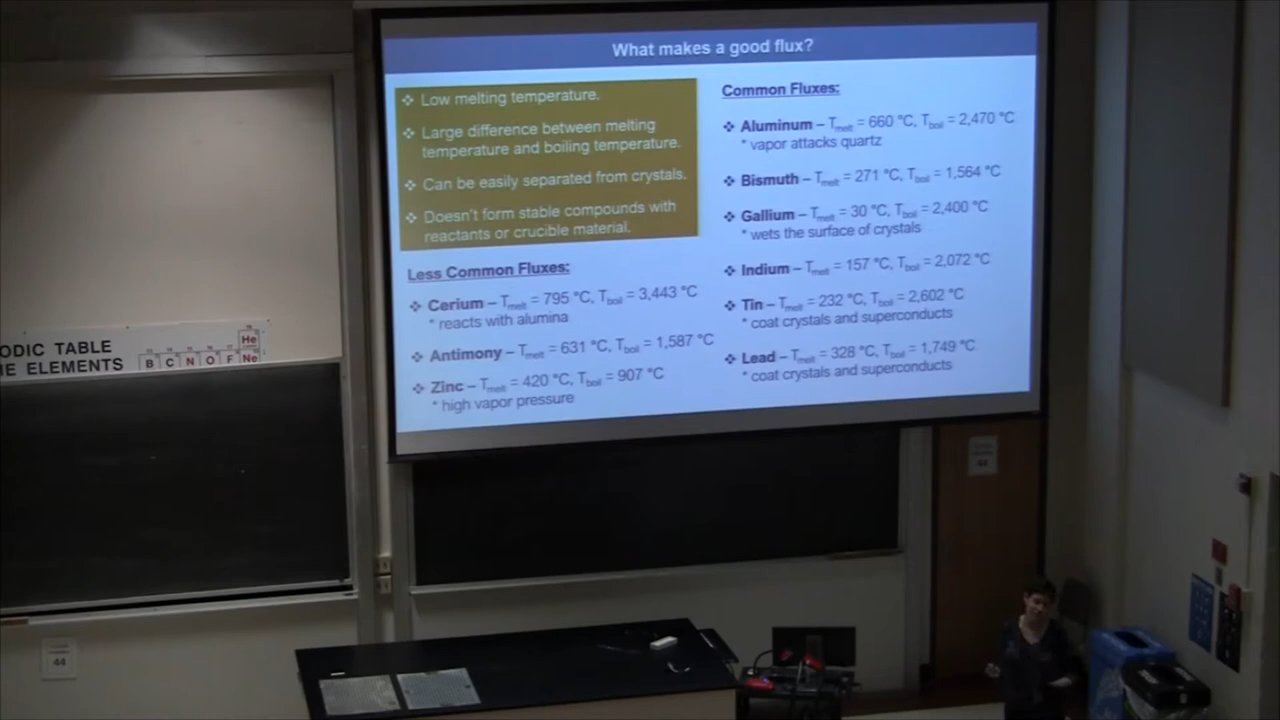 What makes a good flux?
❖ Low melting temperature.
❖ Large difference between melting
temperature and boiling temperature.
❖ Can be easily separated from crystals.
❖ Doesn't form stable compounds with
reactants or crucible material.
Less Common Fluxes:
❖ Cerium – Tmelt = 795 °C, Tboil = 3,443 °C
* reacts with alumina
❖ Antimony – Tmelt = 631 °C, Tboil = 1,587 °C
❖ Zinc – Tmelt = 420 °C, Tboil = 907 °C
* high vapor pressure
Common Fluxes:
❖ Aluminum – Tmelt = 660 °C, Tboil = 2,470 °C
* vapor attacks quartz
❖ Bismuth – Tmelt = 271 °C, Tboil = 1,564 °C
❖ Gallium – Tmelt = 30 °C, Tboil = 2,400 °C
* wets the surface of crystals
❖ Indium – Tmelt = 157 °C, Tboil = 2,072 °C
❖ Tin – Tmelt = 232 °C, Tboil = 2,602 °C
* coat crystals and superconducts
❖ Lead – Tmelt = 328 °C, Tboil = 1,749 °C
* coat crystals and superconducts
ODIC TABLE
E ELEMENTS
He
B C N O F Ne
44